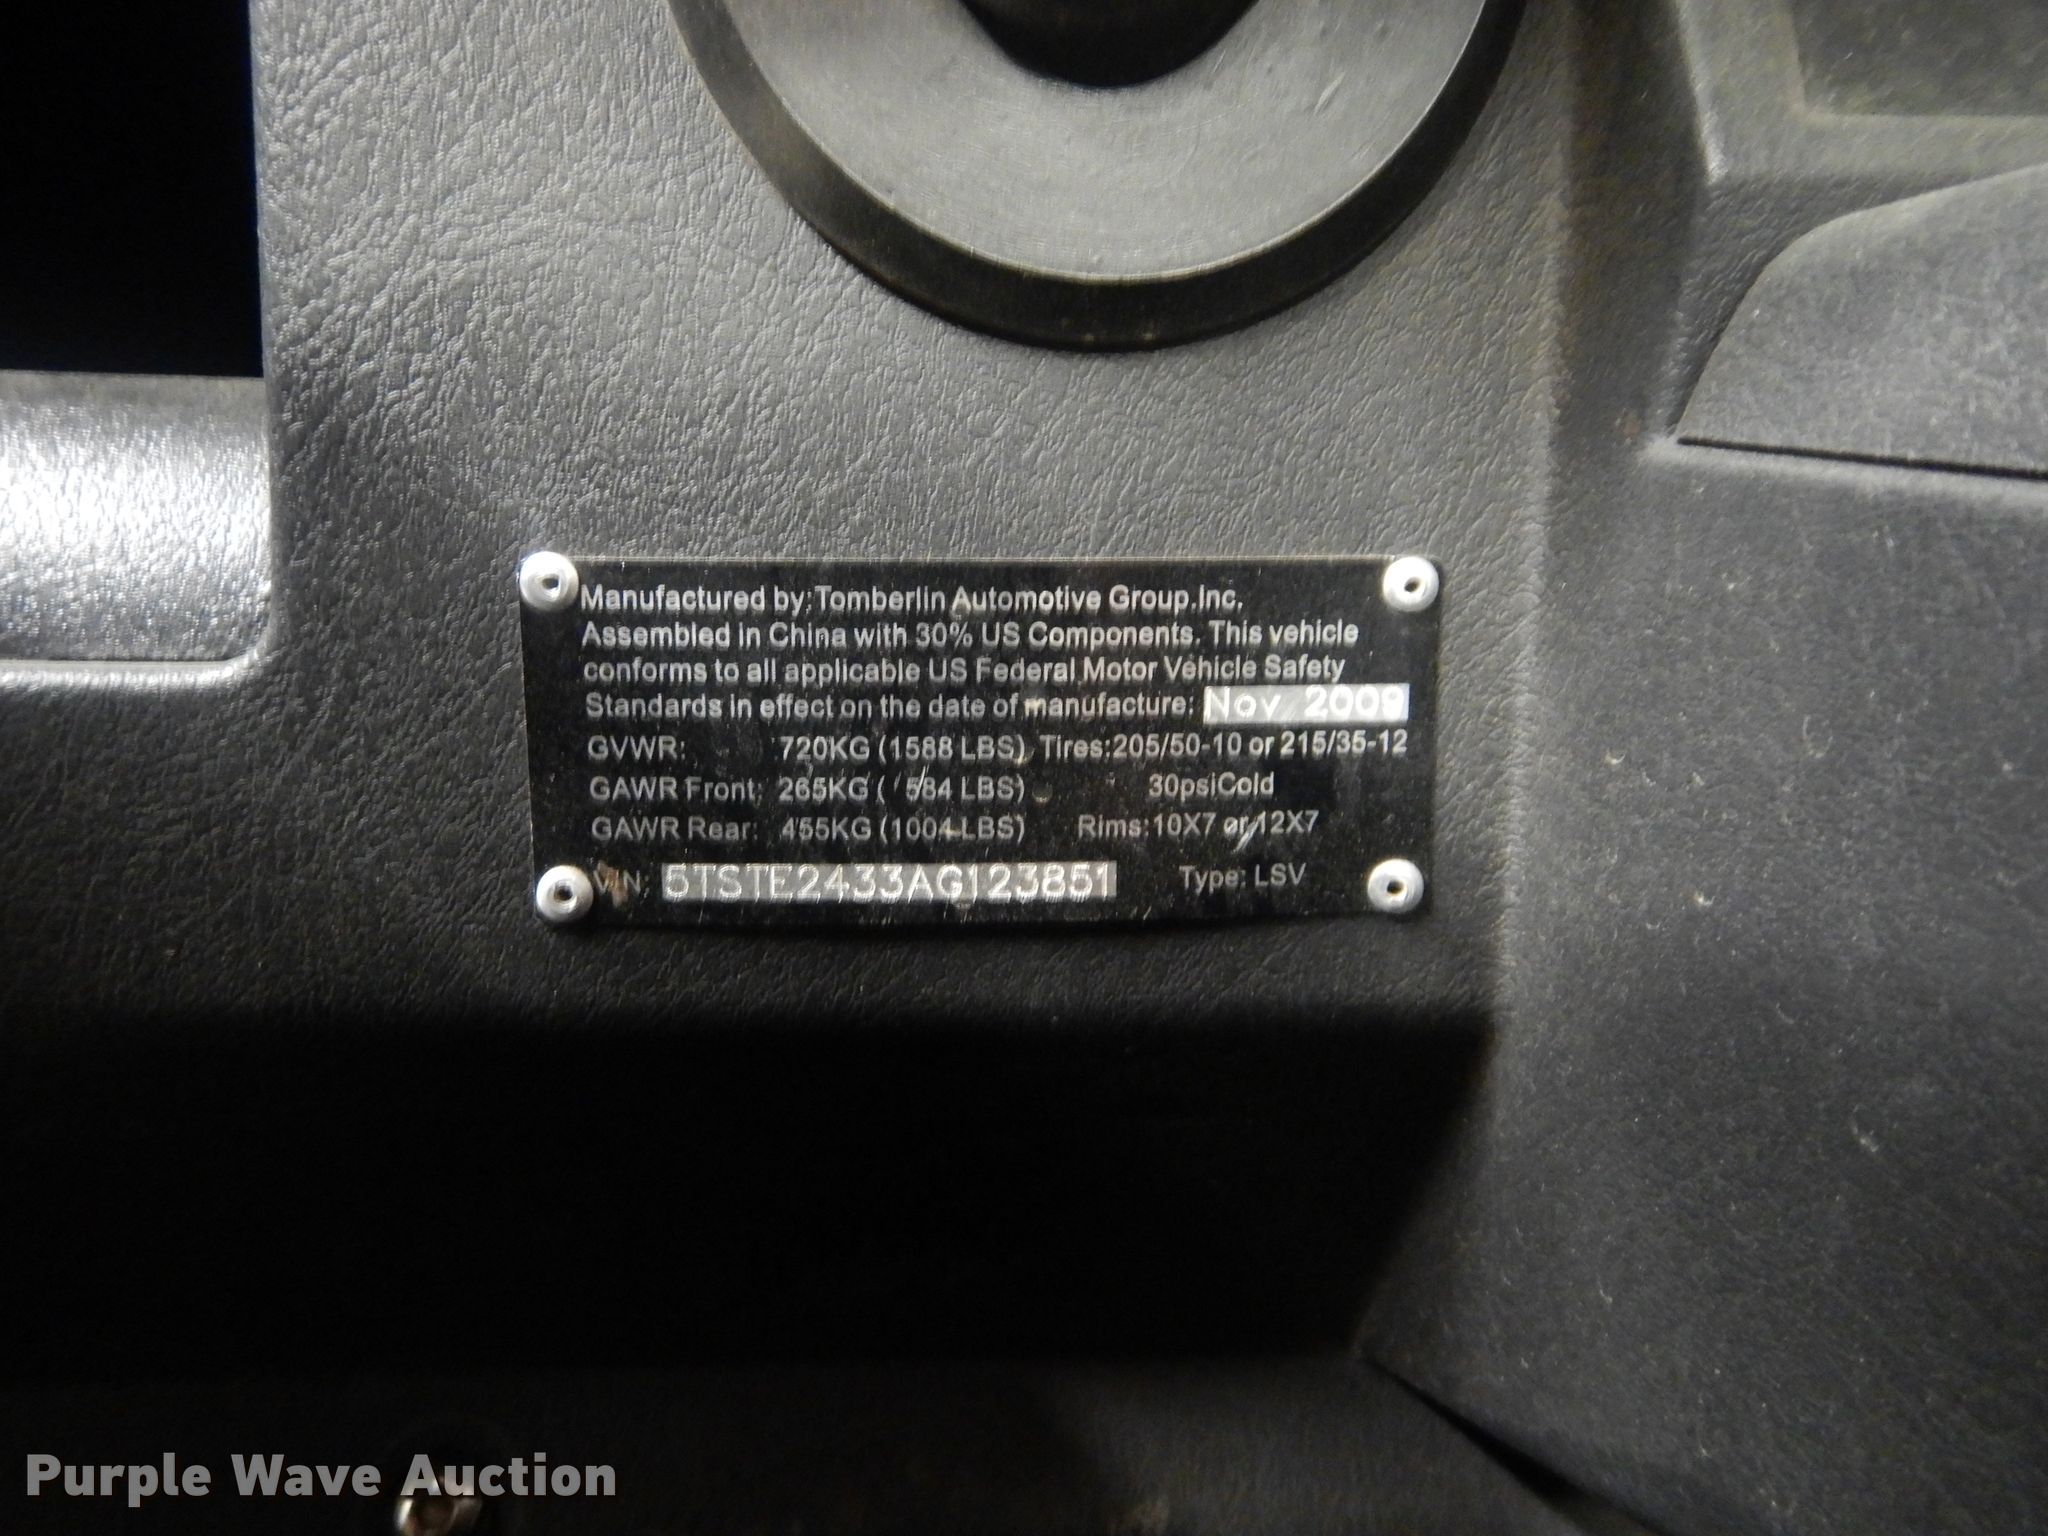 Manufactured by: Tomberlin Automotive Group.Inc.
Assembled in China with 30% US Components. This vehicle
conforms to all applicable US Federal Motor Vehicle Safety
Standards in effect on the date of manufacture: Nov 2009
GVWR: 720KG (1588 LBS) Tires:205/50-10 or 215/35-12
GAWR Front: 265KG ( 584 LBS) 30psiCold
GAWR Rear: 455KG (1004 LBS) Rims:10X7 or 12X7
VIN: 5TSTE2433AG123851 Type: LSV
Purple Wave Auction